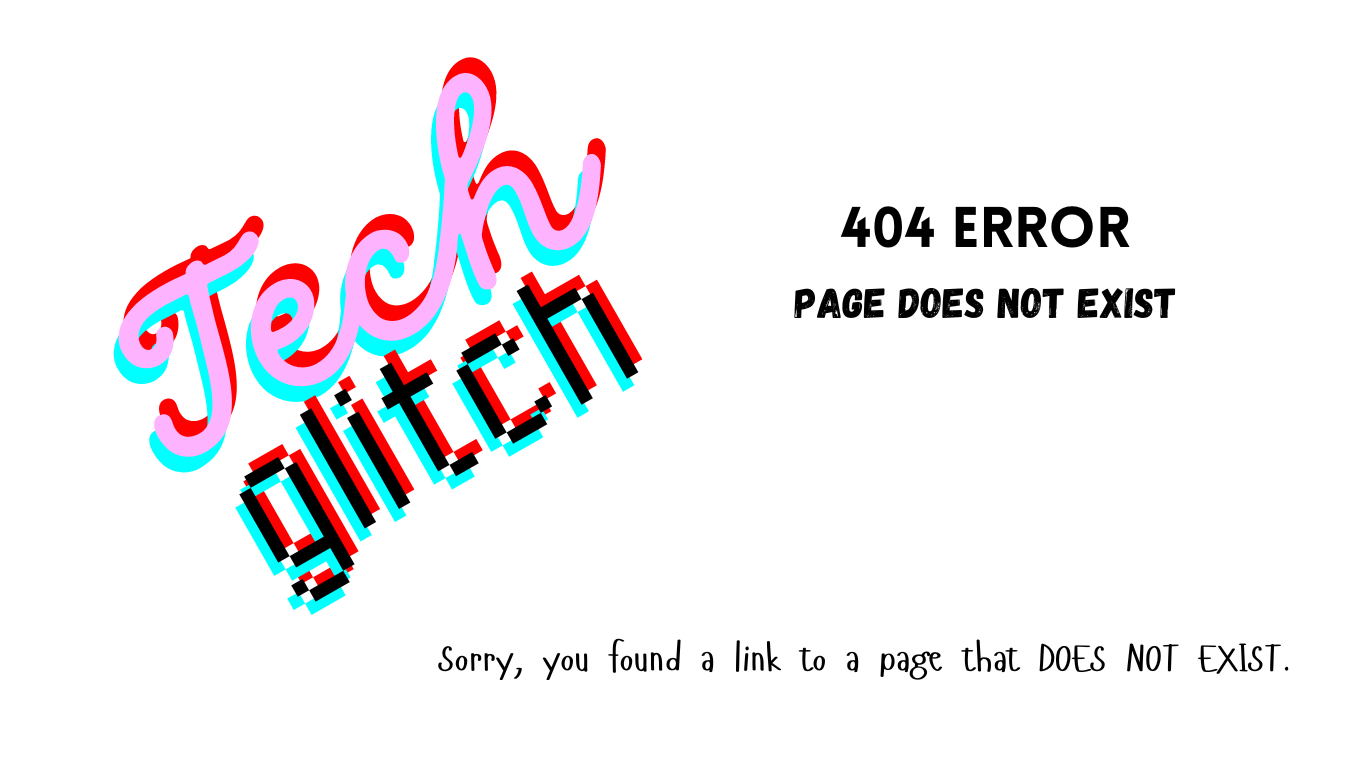 Tech
glitch
404 ERROR
PAGE DOES NOT EXIST
Sorry, you found a link to a page that DOES NOT EXIST.